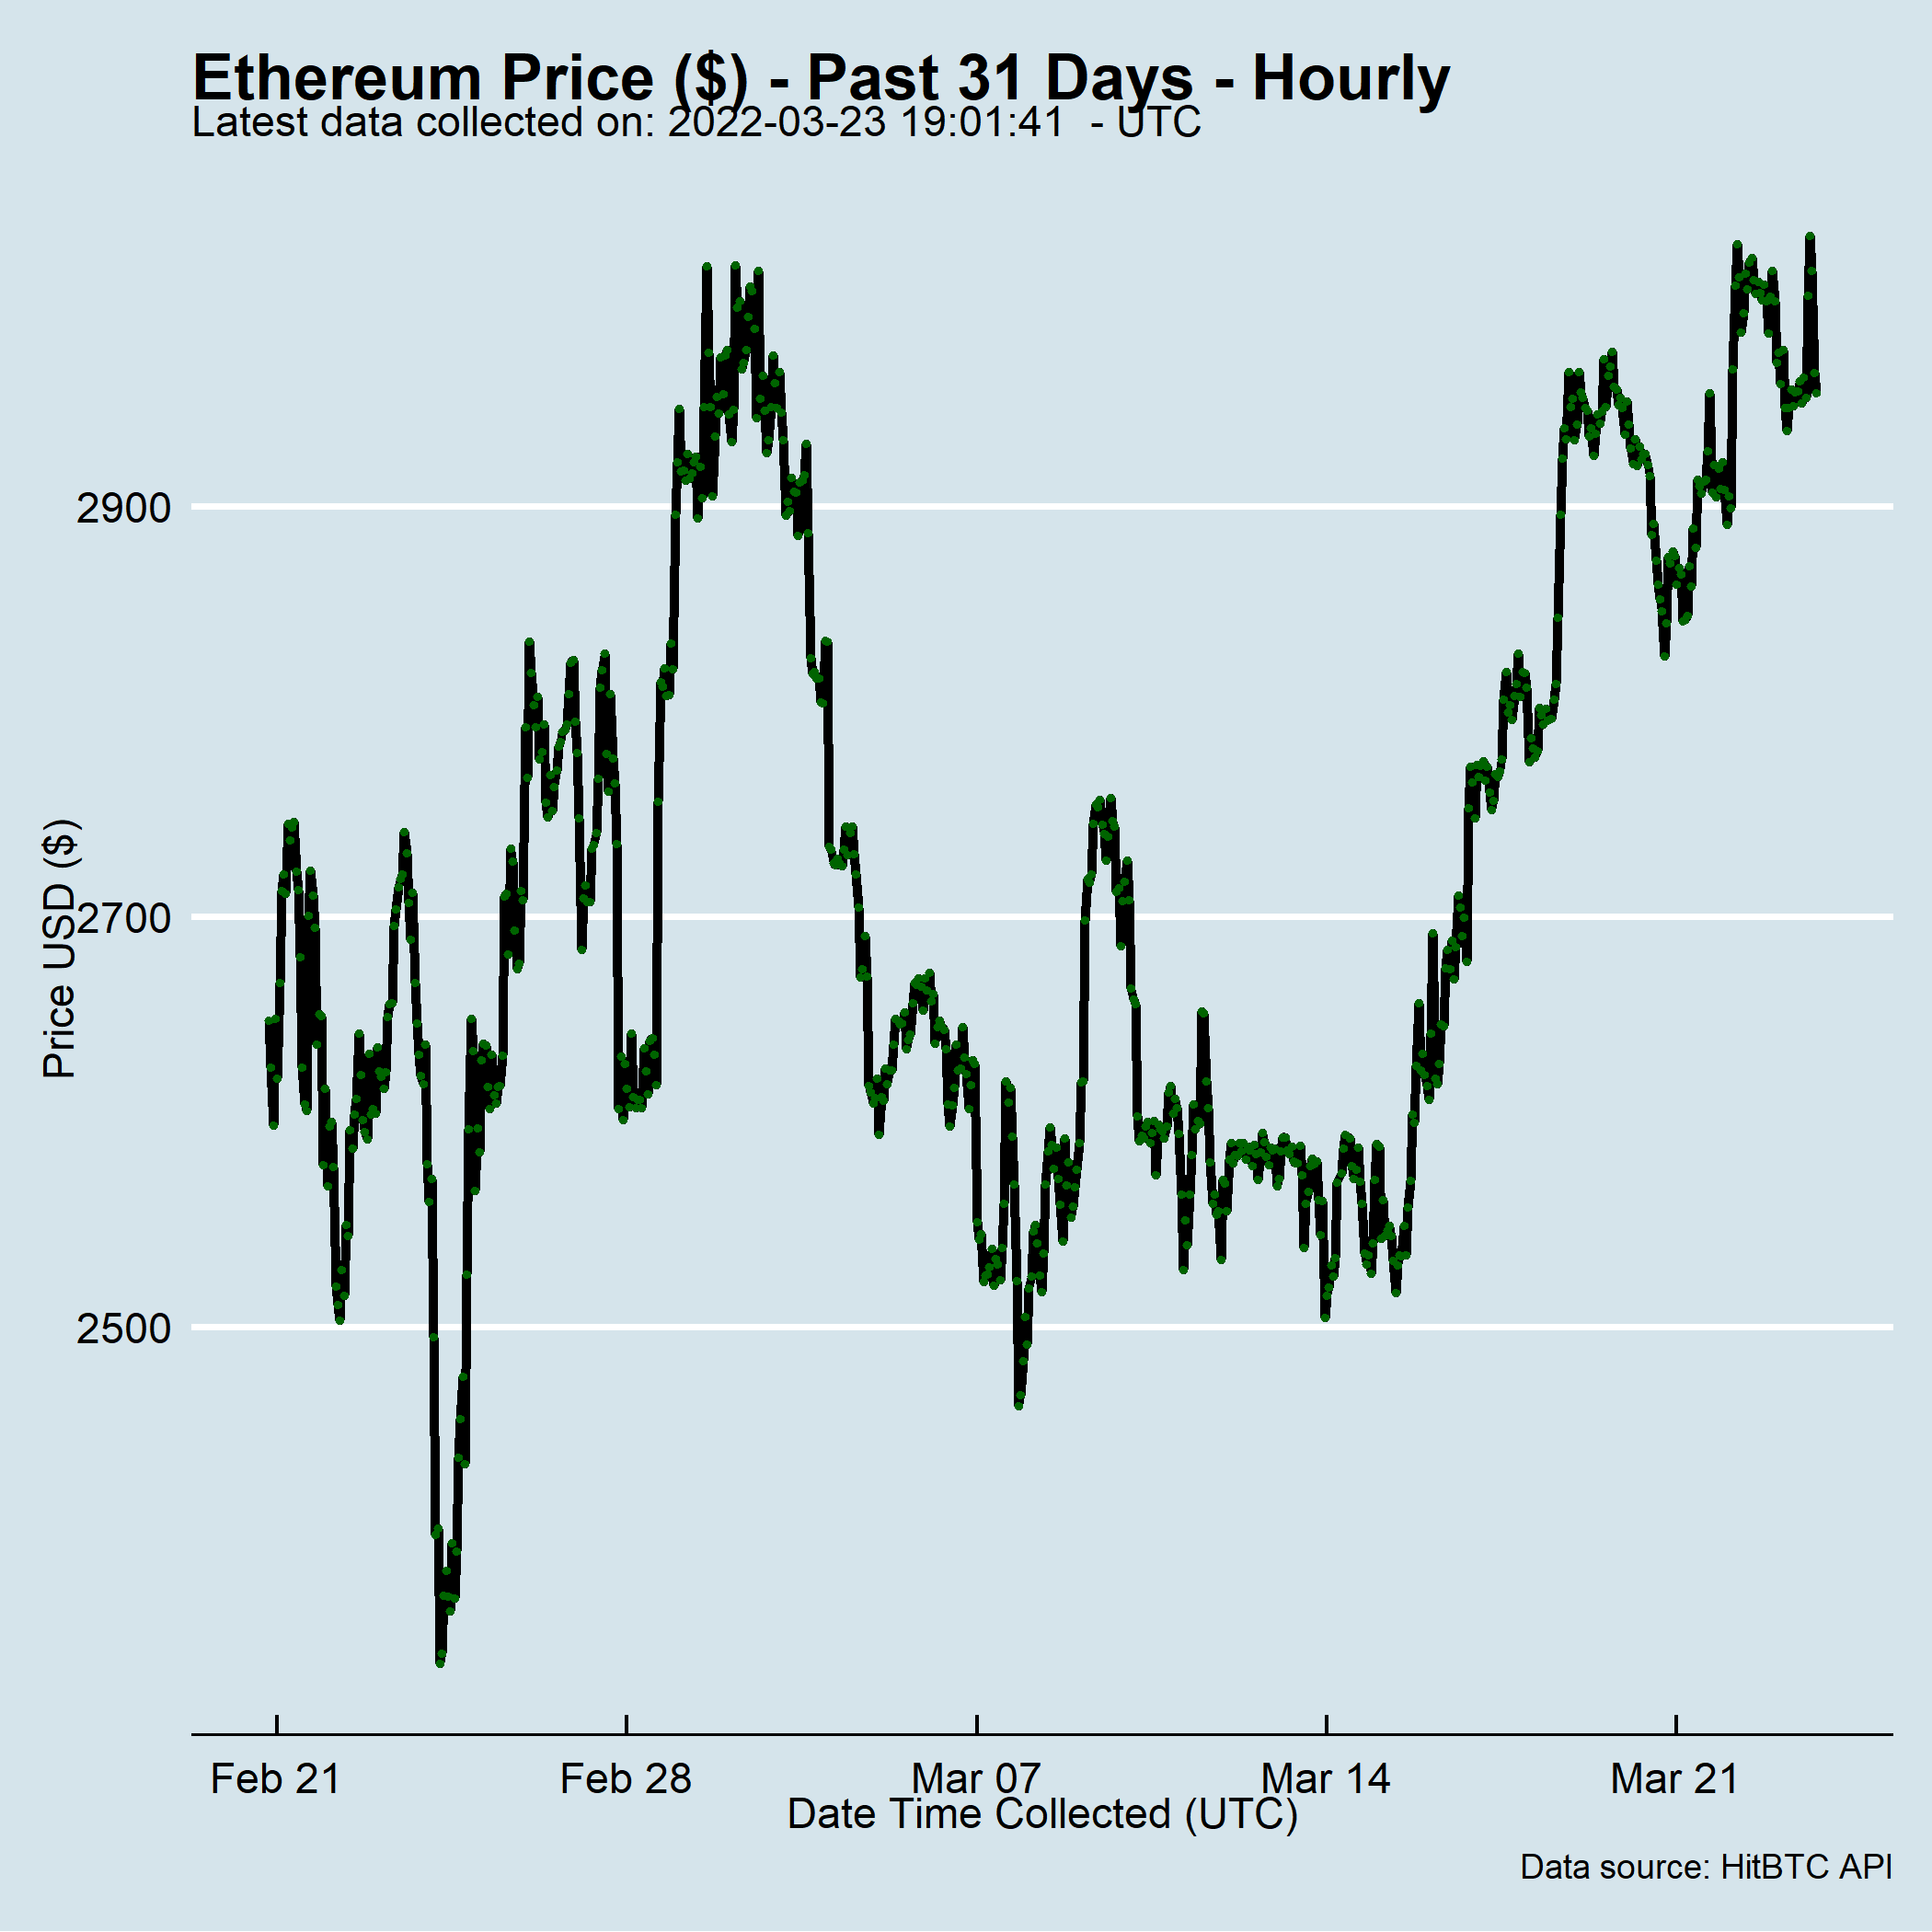 Ethereum Price ($) - Past 31 Days - Hourly
Latest data collected on: 2022-03-23 19:01:41  - UTC
2900
2700
2500
Price USD ($)
Feb 21 Feb 28 Mar 07 Mar 14 Mar 21
Date Time Collected (UTC)
Data source: HitBTC API